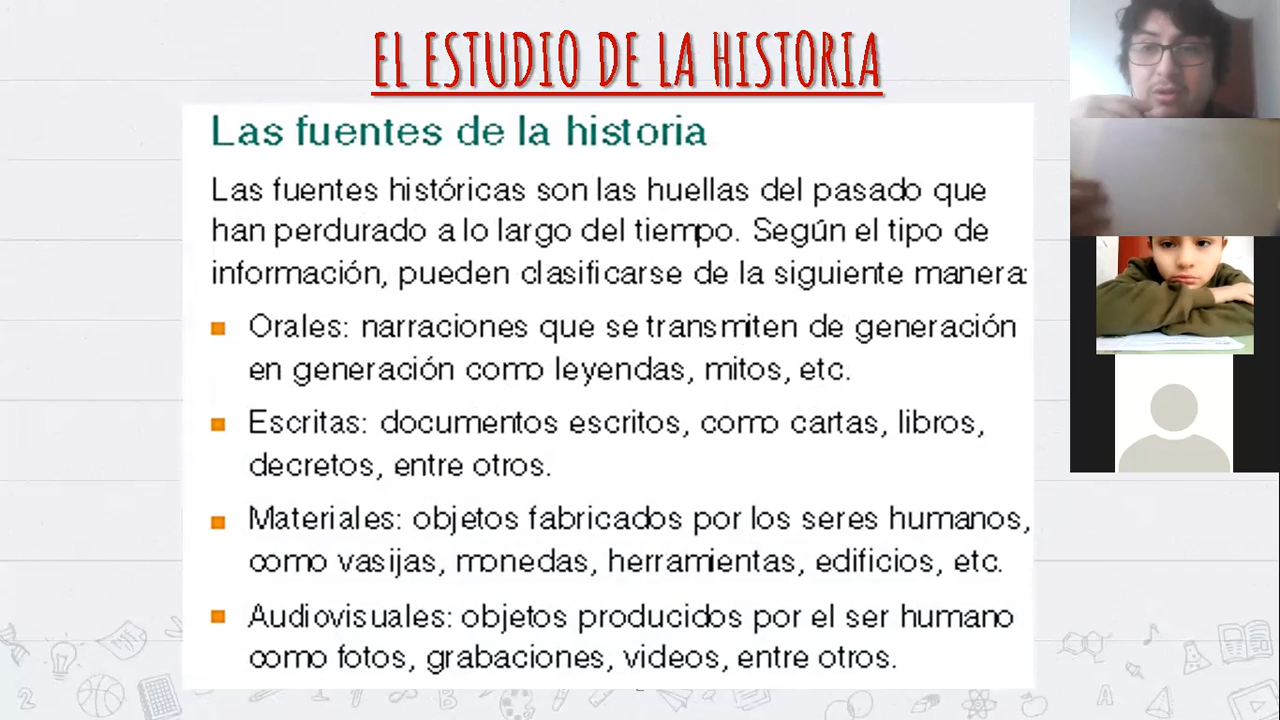 EL ESTUDIO DE LA HISTORIA
Las fuentes de la historia
Las fuentes históricas son las huellas del pasado que
han perdurado a lo largo del tiempo. Según el tipo de
información, pueden clasificarse de la siguiente manera:
Orales: narraciones que se transmiten de generación
en generación como leyendas, mitos, etc.
Escritas: documentos escritos, como cartas, libros,
decretos, entre otros.
Materiales: objetos fabricados por los seres humanos,
como vasijas, monedas, herramientas, edificios, etc.
Audiovisuales: objetos producidos por el ser humano
como fotos, grabaciones, videos, entre otros.